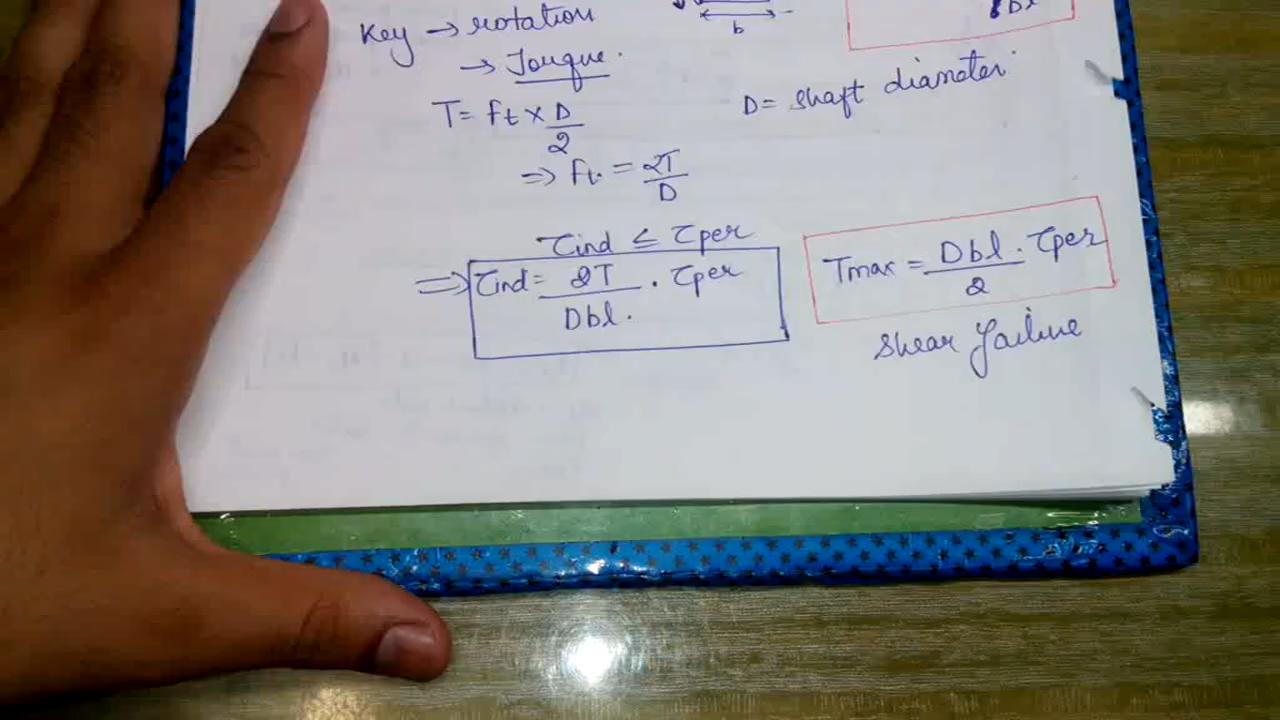 Key → rotation
b
bl
→ Torque.
D = shaft diameter
T = Ft × D/2
⇒ Ft. = 2T/D
τind ≤ τper
⇒ τind = 2T/Dbl. · τper
Tmax = Dbl/2 · τper
Shear failure